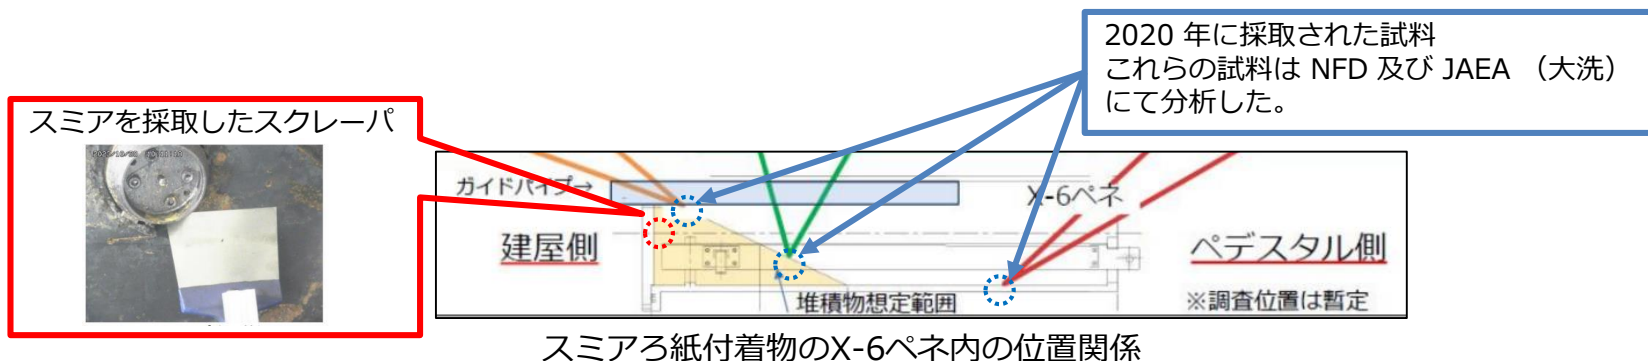 2020 年に採取された試料
これらの試料は NFD 及び JAEA （大洗）
にて分析した。
スミアを採取したスクレーパ
ガイドパイプ→
X-6ペネ
建屋側
ペデスタル側
堆積物想定範囲
※調査位置は暫定
スミアろ紙付着物のX-6ペネ内の位置関係